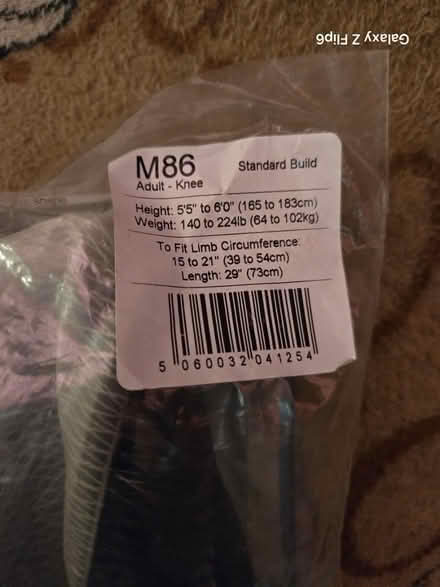 Galaxy Z Flip6
M86 Standard Build
Adult - Knee
Height: 5'5" to 6'0" (165 to 183cm)
Weight: 140 to 224lb (64 to 102kg)
To Fit Limb Circumference:
15 to 21" (39 to 54cm)
Length: 29" (73cm)
5 060032 041254